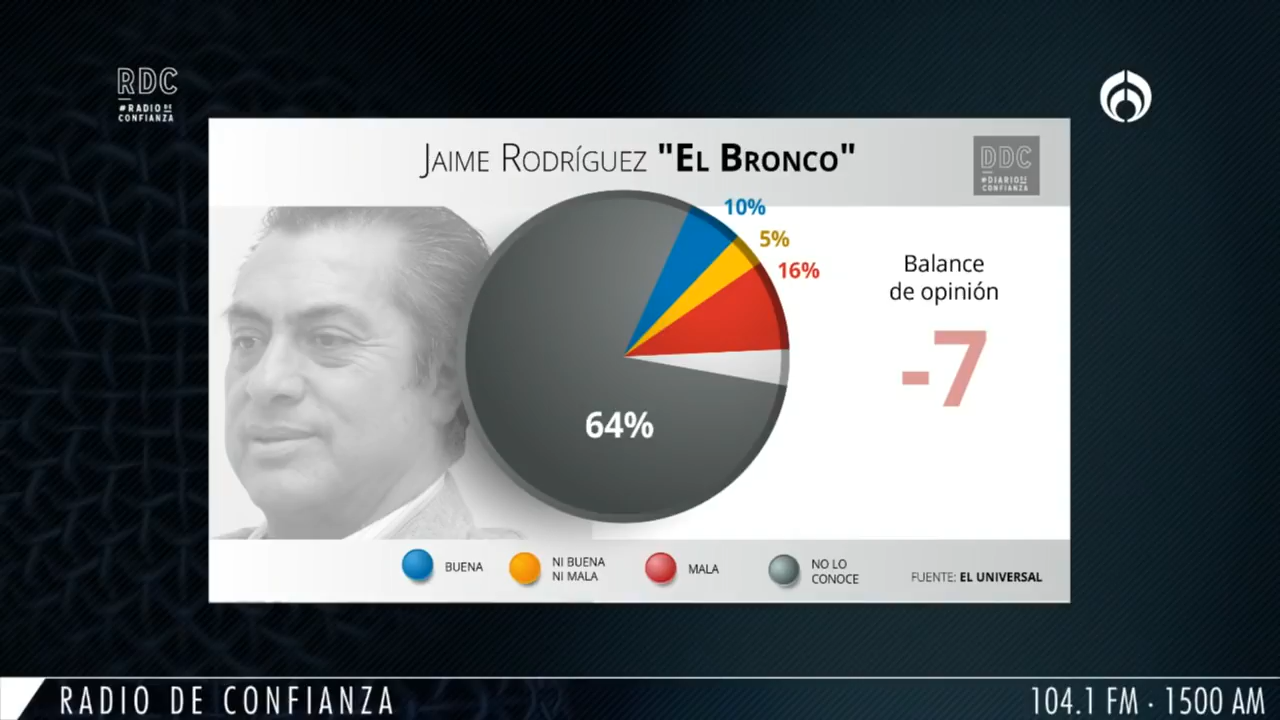 RDC
#RADIO DE
CONFIANZA
JAIME RODRÍGUEZ "EL BRONCO"
DDC
#DIARIO DE
CONFIANZA
10%
5%
16%
64%
Balance
de opinión
-7
BUENA
NI BUENA
NI MALA
MALA
NO LO
CONOCE
FUENTE: EL UNIVERSAL
RADIO DE CONFIANZA
104.1 FM · 1500 AM